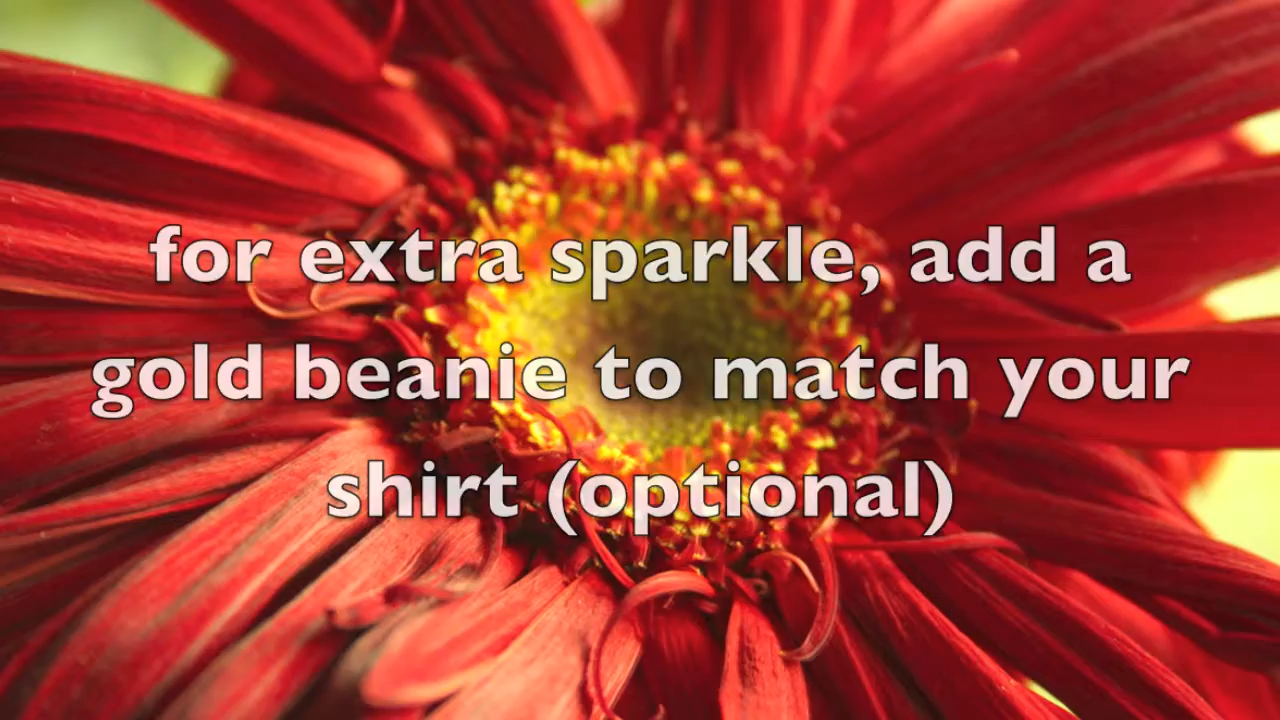 for extra sparkle, add a
gold beanie to match your
shirt (optional)